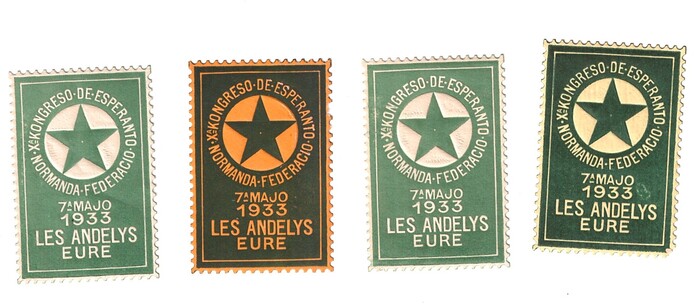 Xª KONGRESO·DE·ESPERANTO
·NORMANDA·FEDERACIO·
7ª MAJO
1933
LES ANDELYS
EURE
Xª KONGRESO·DE·ESPERANTO
·NORMANDA·FEDERACIO·
7ª MAJO
1933
LES ANDELYS
EURE
Xª KONGRESO·DE·ESPERANTO
·NORMANDA·FEDERACIO·
7ª MAJO
1933
LES ANDELYS
EURE
Xª KONGRESO·DE·ESPERANTO
·NORMANDA·FEDERACIO·
7ª MAJO
1933
LES ANDELYS
EURE